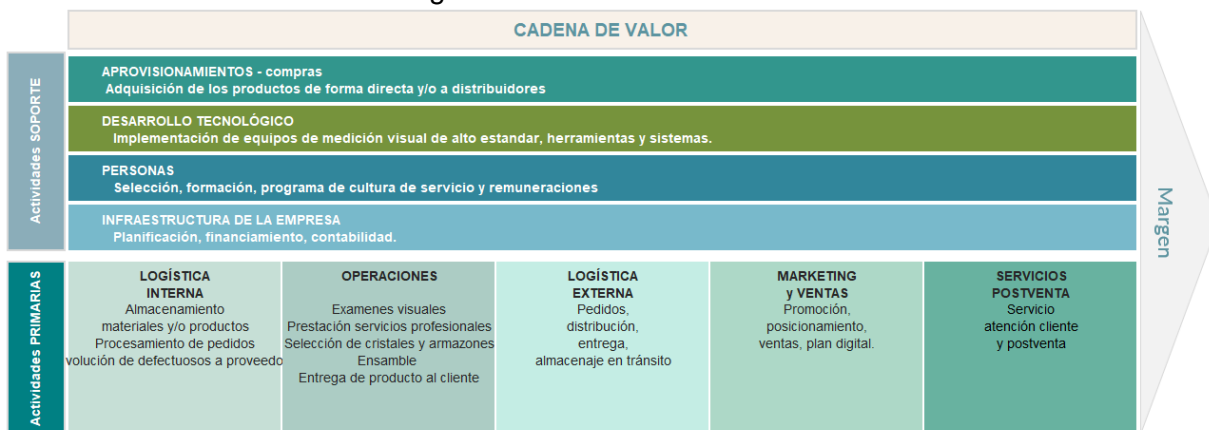 CADENA DE VALOR
Actividades SOPORTE
APROVISIONAMIENTOS - compras
Adquisición de los productos de forma directa y/o a distribuidores
DESARROLLO TECNOLÓGICO
Implementación de equipos de medición visual de alto estandar, herramientas y sistemas.
PERSONAS
Selección, formación, programa de cultura de servicio y remuneraciones
INFRAESTRUCTURA DE LA EMPRESA
Planificación, financiamiento, contabilidad.
Margen
Actividades PRIMARIAS
LOGÍSTICA
INTERNA
Almacenamiento
materiales y/o productos
Procesamiento de pedidos
volución de defectuosos a proveedo
OPERACIONES
Examenes visuales
Prestación servicios profesionales
Selección de cristales y armazones
Ensamble
Entrega de producto al cliente
LOGÍSTICA
EXTERNA
Pedidos,
distribución,
entrega,
almacenaje en tránsito
MARKETING
y VENTAS
Promoción,
posicionamiento,
ventas, plan digital.
SERVICIOS
POSTVENTA
Servicio
atención cliente
y postventa